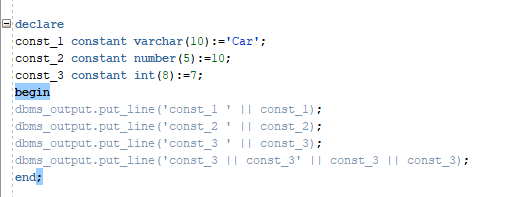 declare
const_1 constant varchar(10):='Car';
const_2 constant number(5):=10;
const_3 constant int(8):=7;
begin
dbms_output.put_line('const_1 ' || const_1);
dbms_output.put_line('const_2 ' || const_2);
dbms_output.put_line('const_3 ' || const_3);
dbms_output.put_line('const_3 || const_3' || const_3 || const_3);
end;